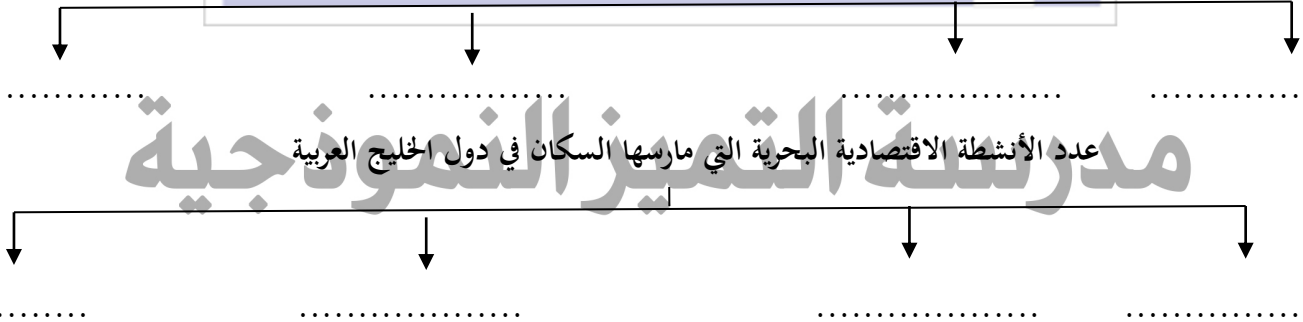 ................. ................. ................. .................
مدرسة التميز النموذجية
عدد الأنشطة الاقتصادية البحرية التي مارسها السكان في دول الخليج العربية
................. ................. ................. .................